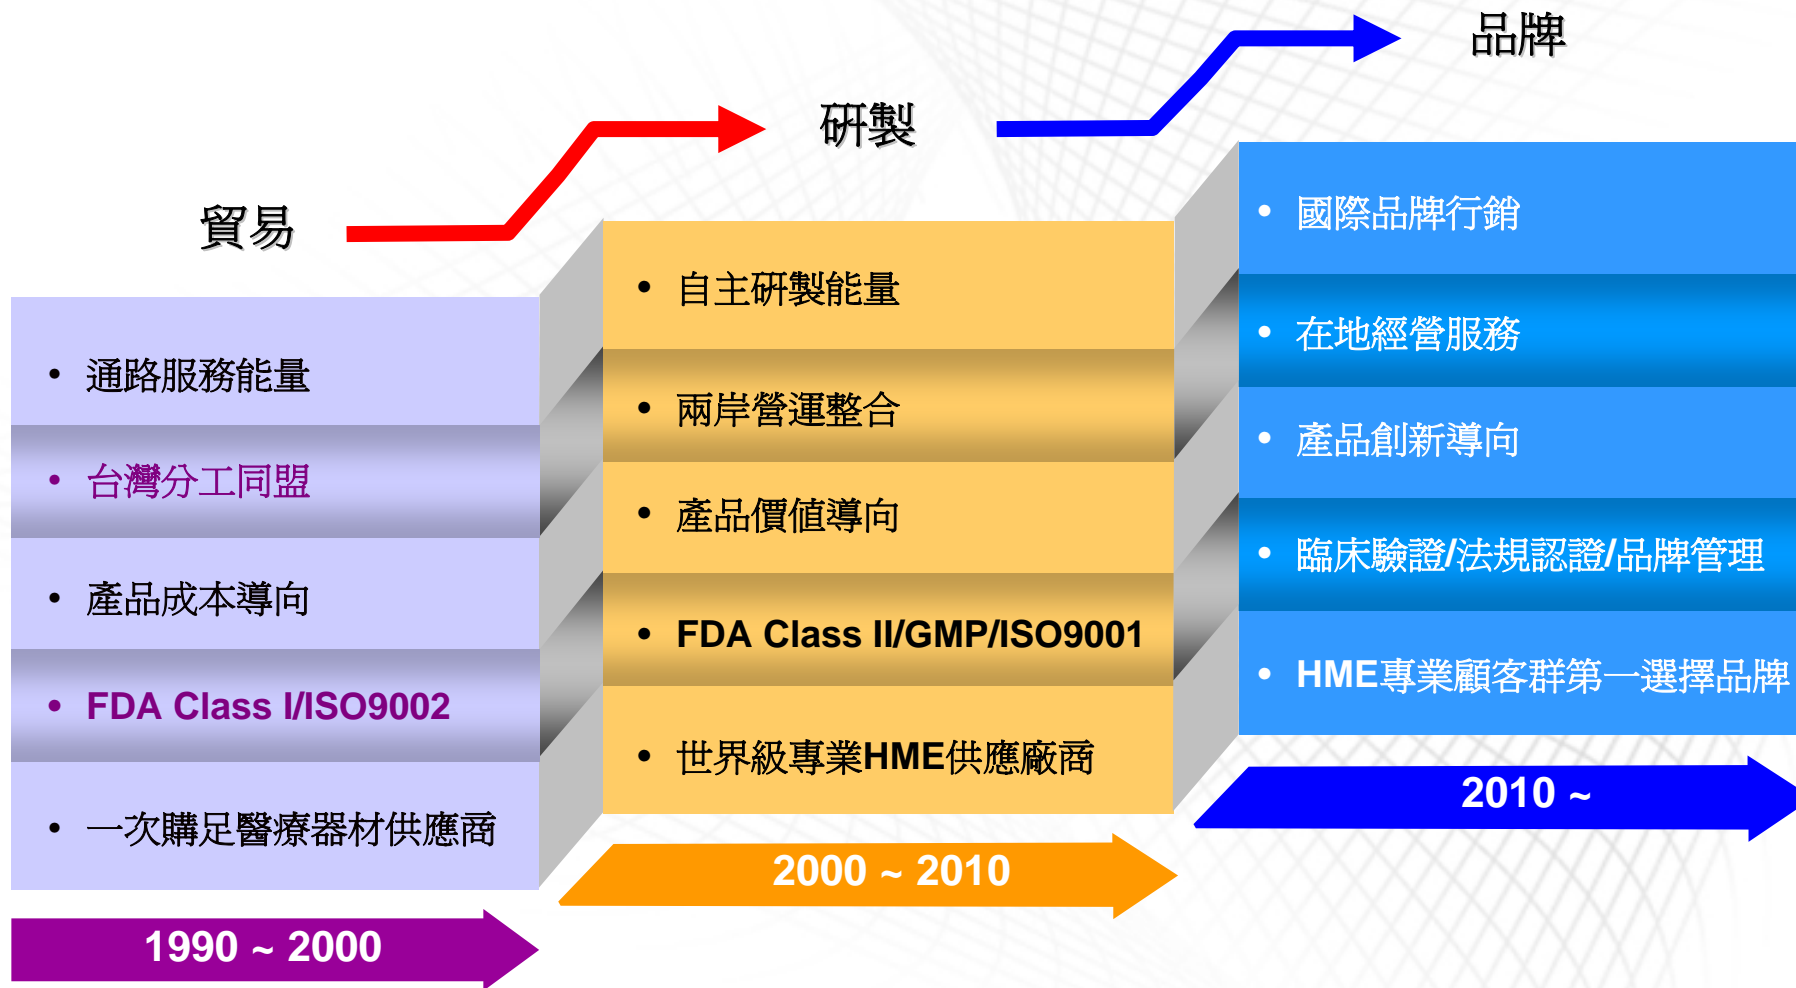 品牌
研製
貿易
• 通路服務能量
• 台灣分工同盟
• 產品成本導向
• FDA Class I/ISO9002
• 一次購足醫療器材供應商
1990 ~ 2000
• 自主研製能量
• 兩岸營運整合
• 產品價值導向
• FDA Class II/GMP/ISO9001
• 世界級專業HME供應廠商
2000 ~ 2010
• 國際品牌行銷
• 在地經營服務
• 產品創新導向
• 臨床驗證/法規認證/品牌管理
• HME專業顧客群第一選擇品牌
2010 ~